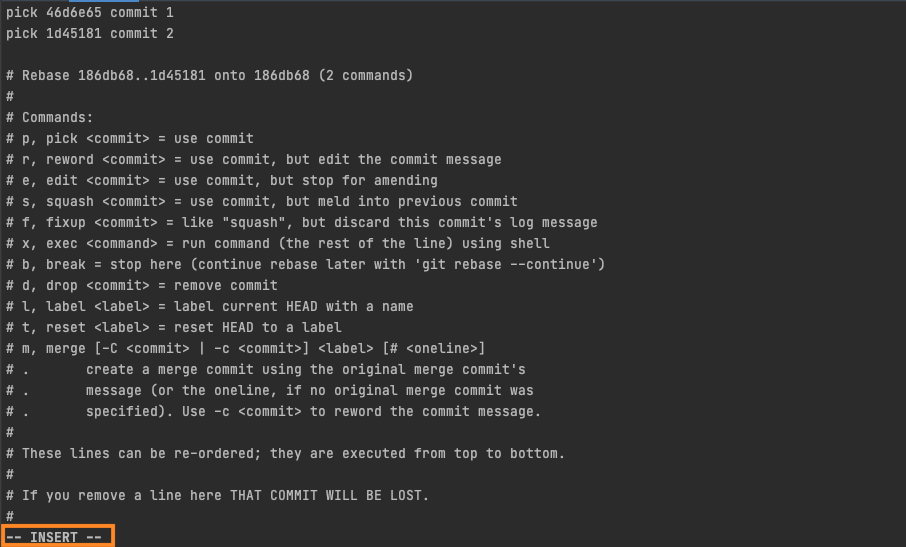 pick 46d6e65 commit 1
pick 1d45181 commit 2
# Rebase 186db68..1d45181 onto 186db68 (2 commands)
#
# Commands:
# p, pick <commit> = use commit
# r, reword <commit> = use commit, but edit the commit message
# e, edit <commit> = use commit, but stop for amending
# s, squash <commit> = use commit, but meld into previous commit
# f, fixup <commit> = like "squash", but discard this commit's log message
# x, exec <command> = run command (the rest of the line) using shell
# b, break = stop here (continue rebase later with 'git rebase --continue')
# d, drop <commit> = remove commit
# l, label <label> = label current HEAD with a name
# t, reset <label> = reset HEAD to a label
# m, merge [-C <commit> | -c <commit>] <label> [# <oneline>]
# .       create a merge commit using the original merge commit's
# .       message (or the oneline, if no original merge commit was
# .       specified). Use -c <commit> to reword the commit message.
#
# These lines can be re-ordered; they are executed from top to bottom.
#
# If you remove a line here THAT COMMIT WILL BE LOST.
#
-- INSERT --